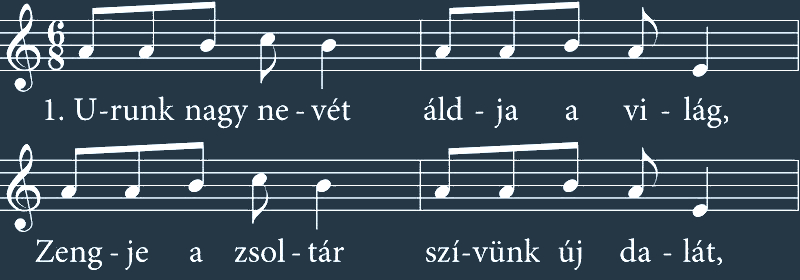 6
8
1. U-runk nagy ne - vét áld - ja a vi - lág,
Zeng - je a zsol - tár szí-vünk új da - lát,